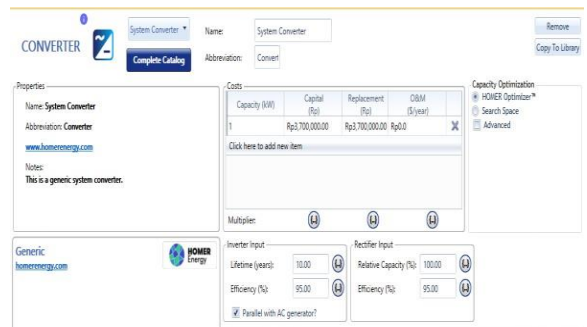 CONVERTER
System Converter
Complete Catalog
Name: System Converter
Abbreviation: Convert
Remove
Copy To Library
Properties
Name: System Converter
Abbreviation: Converter
www.homerenergy.com
Notes:
This is a generic system converter.
Costs
Capacity (kW) Capital (Rp) Replacement (Rp) O&M ($/year)
1 Rp3,700,000.00 Rp3,700,000.00 Rp0.0
Click here to add new item
Multiplier:
Capacity Optimization
HOMER Optimizer™
Search Space
Advanced
Generic
homerenergy.com
HOMER Energy
Inverter Input
Lifetime (years): 10.00
Efficiency (%): 95.00
Parallel with AC generator?
Rectifier Input
Relative Capacity (%): 100.00
Efficiency (%): 95.00